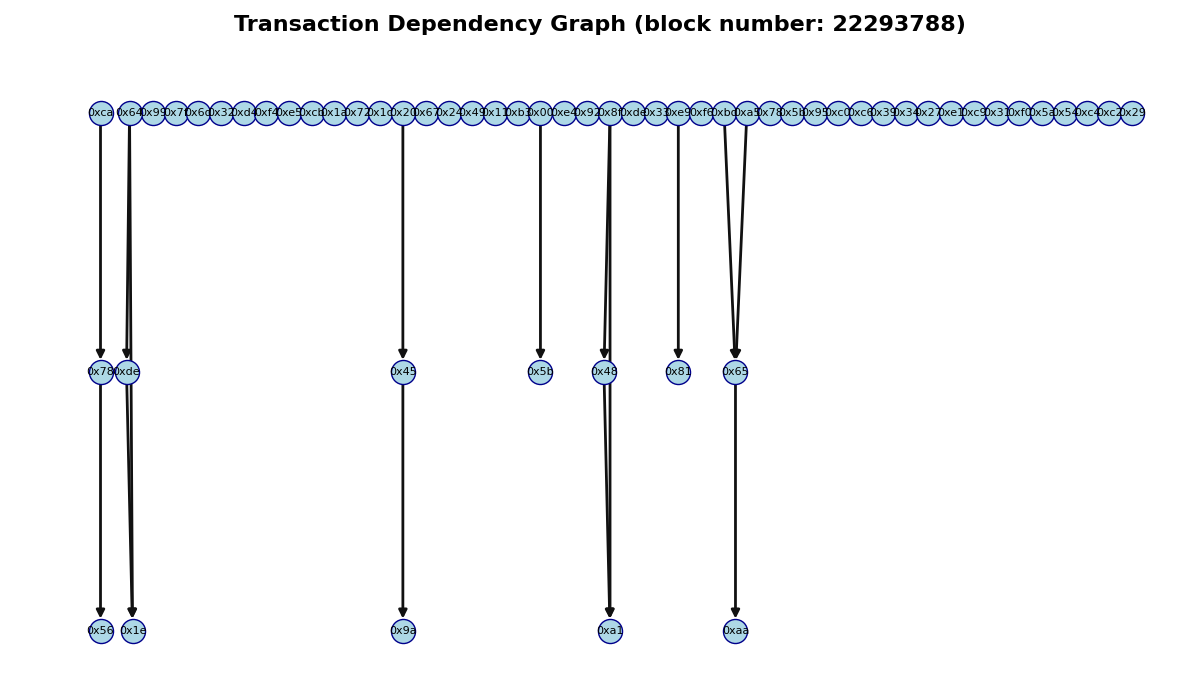 Transaction Dependency Graph (block number: 22293788)
0xca 0x64 0x99 0x7f 0x6d 0x32 0xd4 0xf4 0xe5 0xcb 0x1a 0x72 0x1d 0x20 0x67 0x24 0x49 0x11 0xb3 0x00 0xe4 0x92 0x8f 0xde 0x33 0xe9 0xf6 0xbd 0xa5 0x78 0x5b 0x95 0xc0 0xc6 0x39 0x34 0x27 0xe1 0xc9 0x31 0xf0 0x5a 0x54 0xc4 0xc2 0x29
0x78 0xde 0x45 0x5b 0x48 0x81 0x65
0x56 0x1e 0x9a 0xa1 0xaa